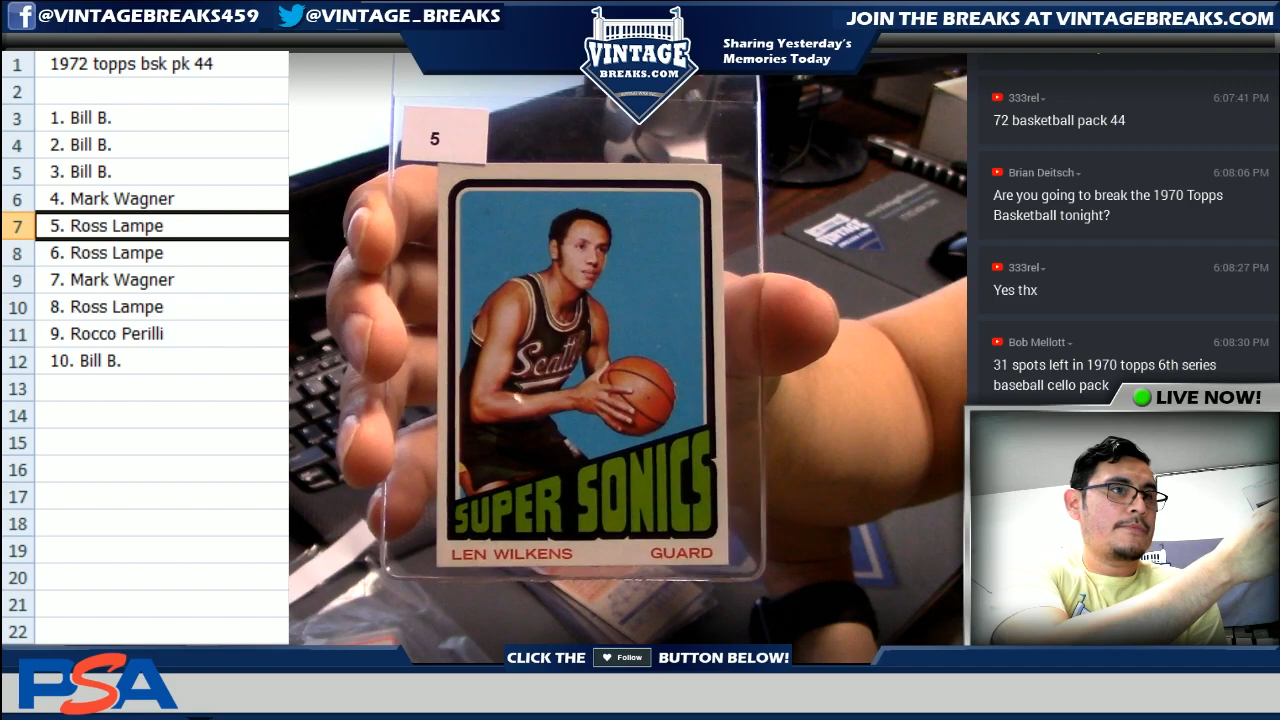 @VINTAGEBREAKS459
@VINTAGE_BREAKS
VINTAGE
BREAKS.COM
Sharing Yesterday's
Memories Today
JOIN THE BREAKS AT VINTAGEBREAKS.COM
1 1972 topps bsk pk 44
2
3 1. Bill B.
4 2. Bill B.
5 3. Bill B.
6 4. Mark Wagner
7 5. Ross Lampe
8 6. Ross Lampe
9 7. Mark Wagner
10 8. Ross Lampe
11 9. Rocco Perilli
12 10. Bill B.
13
14
15
16
17
18
19
20
21
22
5
Seattl
SUPER SONICS
LEN WILKENS GUARD
333rel 6:07:41 PM
72 basketball pack 44
Brian Deitsch 6:08:06 PM
Are you going to break the 1970 Topps
Basketball tonight?
333rel 6:08:27 PM
Yes thx
Bob Mellott 6:08:30 PM
31 spots left in 1970 topps 6th series
baseball cello pack
LIVE NOW!
CLICK THE Follow BUTTON BELOW!
PSA